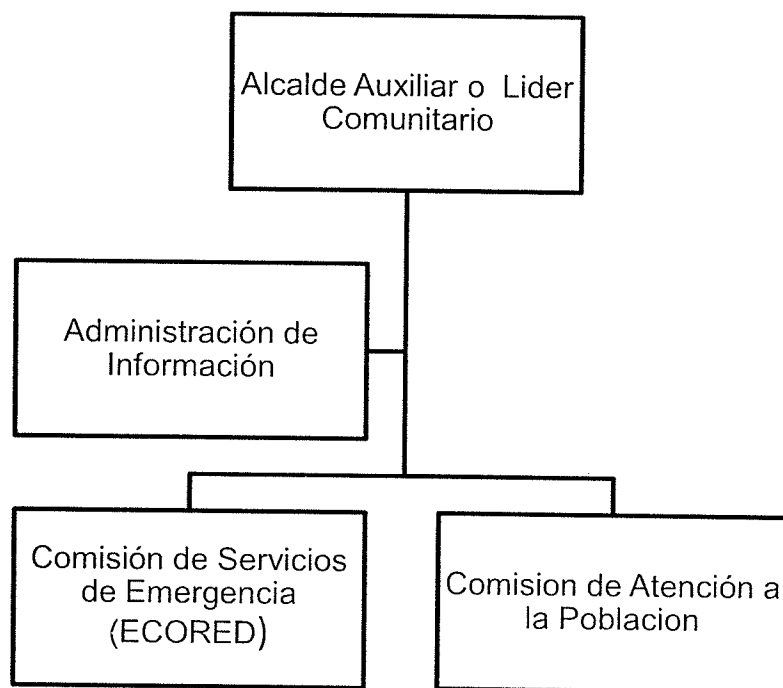 Alcalde Auxiliar o Lider
Comunitario
Administración de
Información
Comisión de Servicios
de Emergencia
(ECORED)
Comision de Atención a
la Poblacion